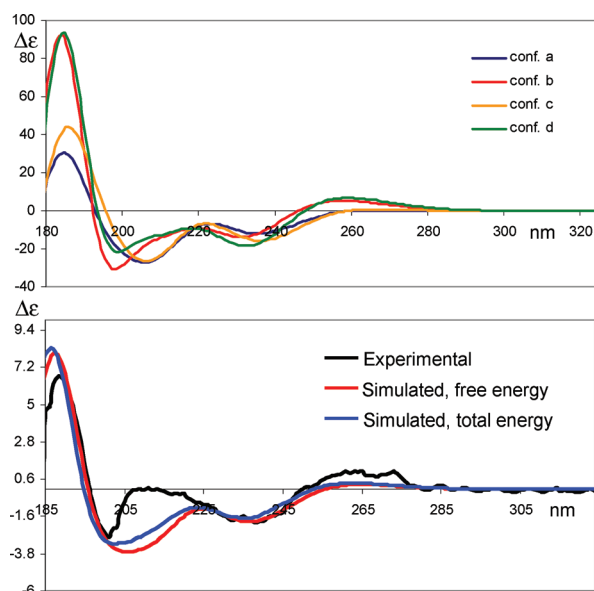 100
Δε
80
60
40
20
0
-20
-40
180
200
220
240
260
280
300
320
nm
conf. a
conf. b
conf. c
conf. d
Δε
9.4
7.2
5
2.8
0.6
-1.6
-3.8
-6
185
205
225
245
265
285
305
nm
Experimental
Simulated, free energy
Simulated, total energy